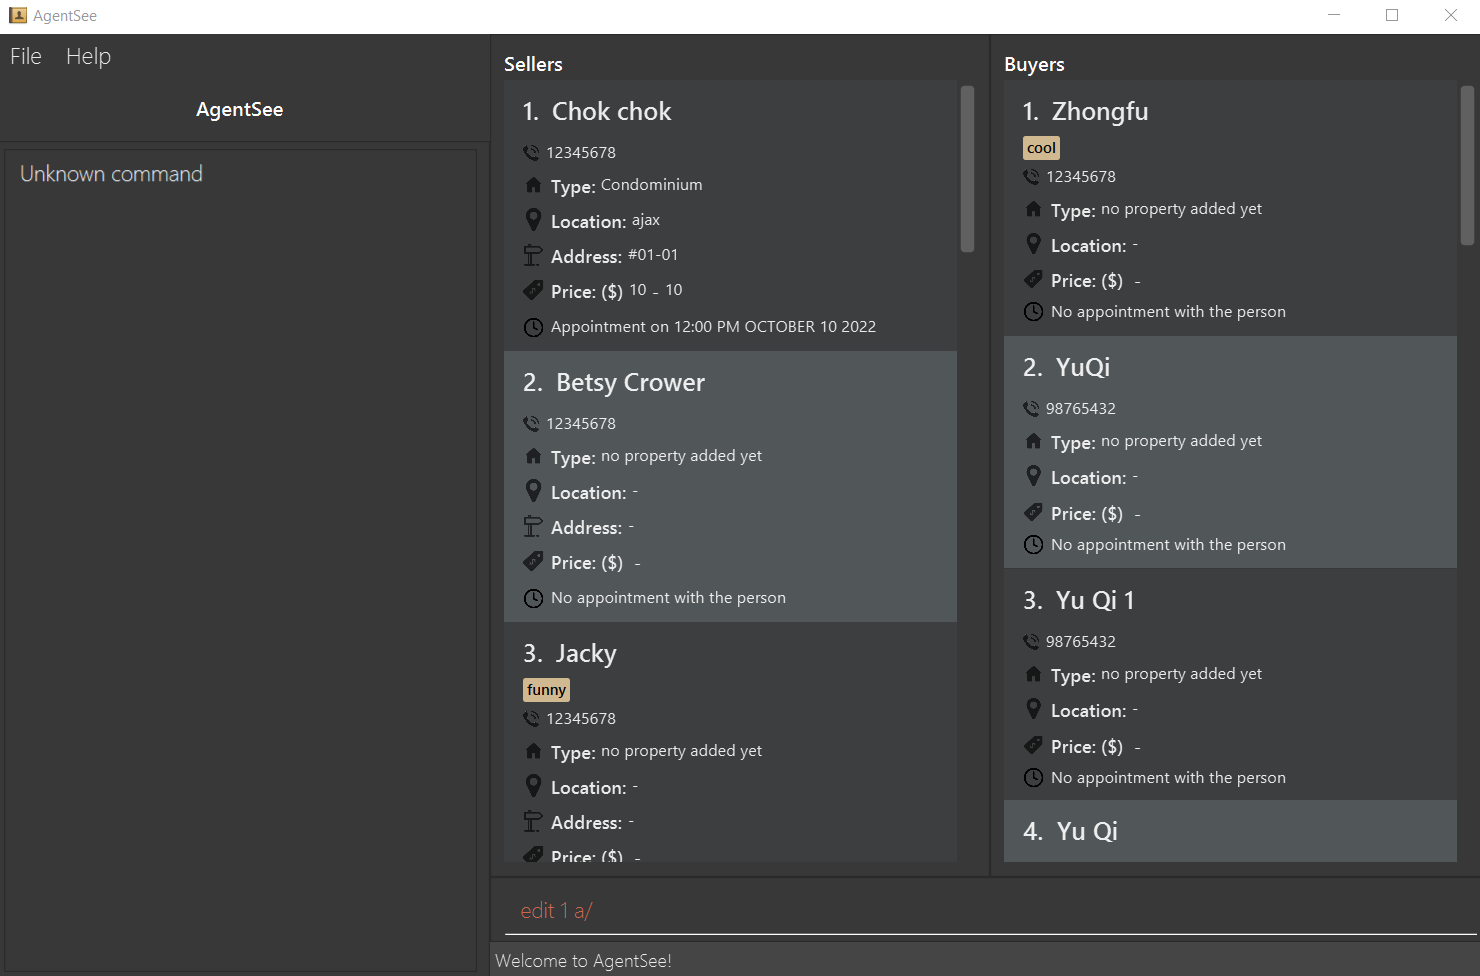 AgentSee
File Help
AgentSee
Unknown command
Sellers
1. Chok chok
12345678
Type: Condominium
Location: ajax
Address: #01-01
Price: ($) 10 - 10
Appointment on 12:00 PM OCTOBER 10 2022
2. Betsy Crower
12345678
Type: no property added yet
Location: -
Address: -
Price: ($) -
No appointment with the person
3. Jacky
funny
12345678
Type: no property added yet
Location: -
Address: -
Price: ($) -
Buyers
1. Zhongfu
cool
12345678
Type: no property added yet
Location: -
Price: ($) -
No appointment with the person
2. YuQi
98765432
Type: no property added yet
Location: -
Price: ($) -
No appointment with the person
3. Yu Qi 1
98765432
Type: no property added yet
Location: -
Price: ($) -
No appointment with the person
4. Yu Qi
edit 1 a/
Welcome to AgentSee!